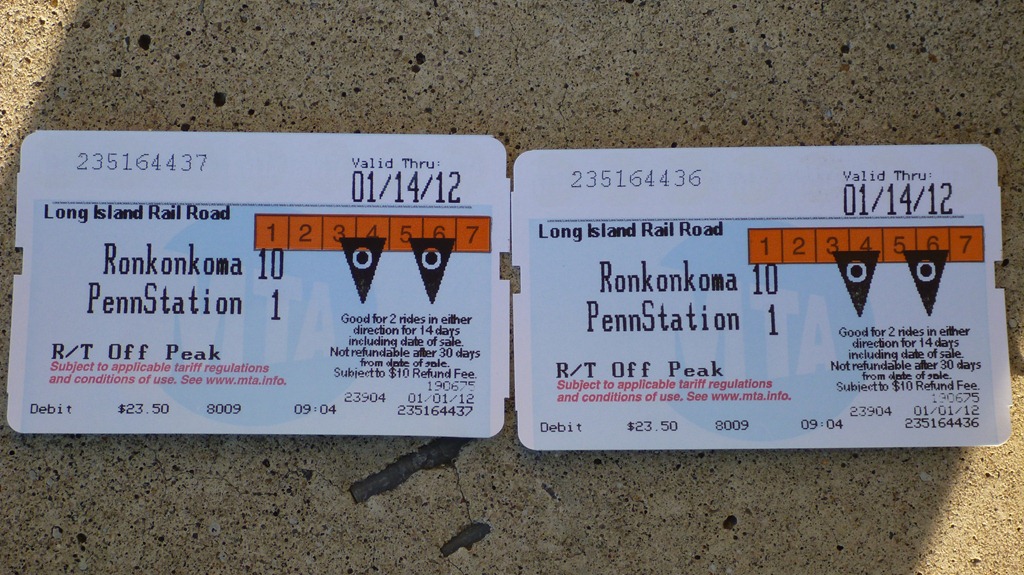 235164437
Valid Thru:
01/14/12
Long Island Rail Road
1 2 3 4 5 6 7
Ronkonkoma 10
PennStation 1
O O
MTA
Good for 2 rides in either
direction for 14 days
including date of sale.
Not refundable after 30 days
from date of sale.
Subject to $10 Refund Fee.
R/T Off Peak
Subject to applicable tariff regulations
and conditions of use. See www.mta.info.
190675
23904 01/01/12
Debit $23.50 8009 09:04 235164437
235164436
Valid Thru:
01/14/12
Long Island Rail Road
1 2 3 4 5 6 7
Ronkonkoma 10
PennStation 1
O O
MTA
Good for 2 rides in either
direction for 14 days
including date of sale.
Not refundable after 30 days
from date of sale.
Subject to $10 Refund Fee.
R/T Off Peak
Subject to applicable tariff regulations
and conditions of use. See www.mta.info.
190675
23904 01/01/12
Debit $23.50 8009 09:04 235164436